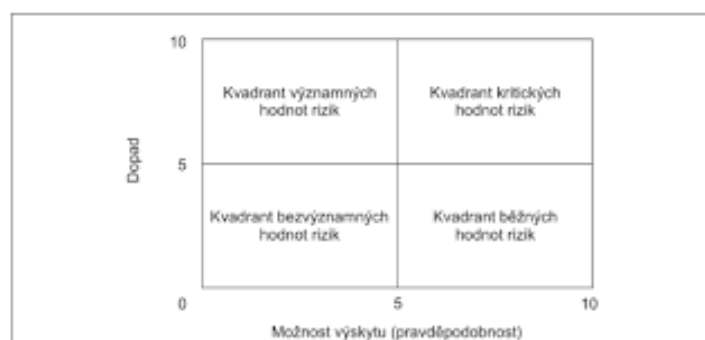 10
Kvadrant významných
hodnot rizik
Kvadrant kritických
hodnot rizik
Dopad
5
Kvadrant bezvýznamných
hodnot rizik
Kvadrant běžných
hodnot rizik
0
5
10
Možnost výskytu (pravděpodobnost)